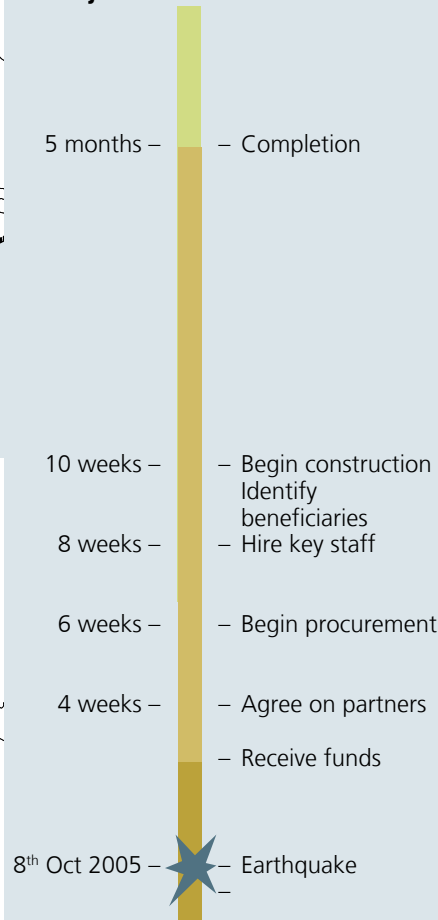 5 months – – Completion
10 weeks – – Begin construction
Identify
beneficiaries
8 weeks – – Hire key staff
6 weeks – – Begin procurement
4 weeks – – Agree on partners
– Receive funds
8th Oct 2005 – – Earthquake
–